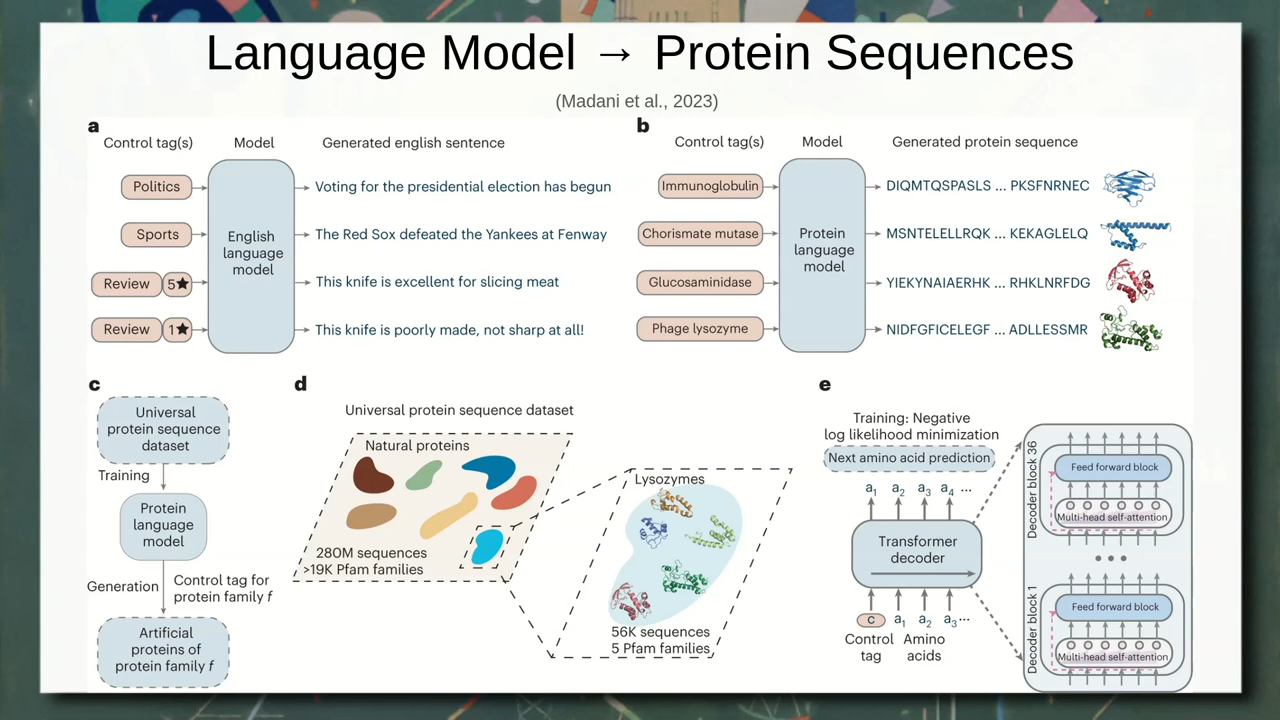 Language Model → Protein Sequences
(Madani et al., 2023)
a
Control tag(s)
Model
Generated english sentence
Politics
Sports
Review
5★
Review
1★
English
language
model
Voting for the presidential election has begun
The Red Sox defeated the Yankees at Fenway
This knife is excellent for slicing meat
This knife is poorly made, not sharp at all!
b
Control tag(s)
Model
Generated protein sequence
Immunoglobulin
Chorismate mutase
Glucosaminidase
Phage lysozyme
Protein
language
model
DIQMTQSPASLS ... PKSFNRNEC
MSNTELELLRQK ... KEKAGLELQ
YIEKYNAIAERHK ... RHKLNRFDG
NIDFGFICELEGF ... ADLLESSMR
c
Universal
protein sequence
dataset
Training
Protein
language
model
Generation
Control tag for
protein family f
Artificial
proteins of
protein family f
d
Universal protein sequence dataset
Natural proteins
280M sequences
>19K Pfam families
Lysozymes
56K sequences
5 Pfam families
e
Training: Negative
log likelihood minimization
Next amino acid prediction
a1 a2 a3 a4 ...
Transformer
decoder
c a1 a2 a3...
Control
tag
Amino
acids
Decoder block 36
Feed forward block
Multi-head self-attention
•••
Decoder block 1
Feed forward block
Multi-head self-attention